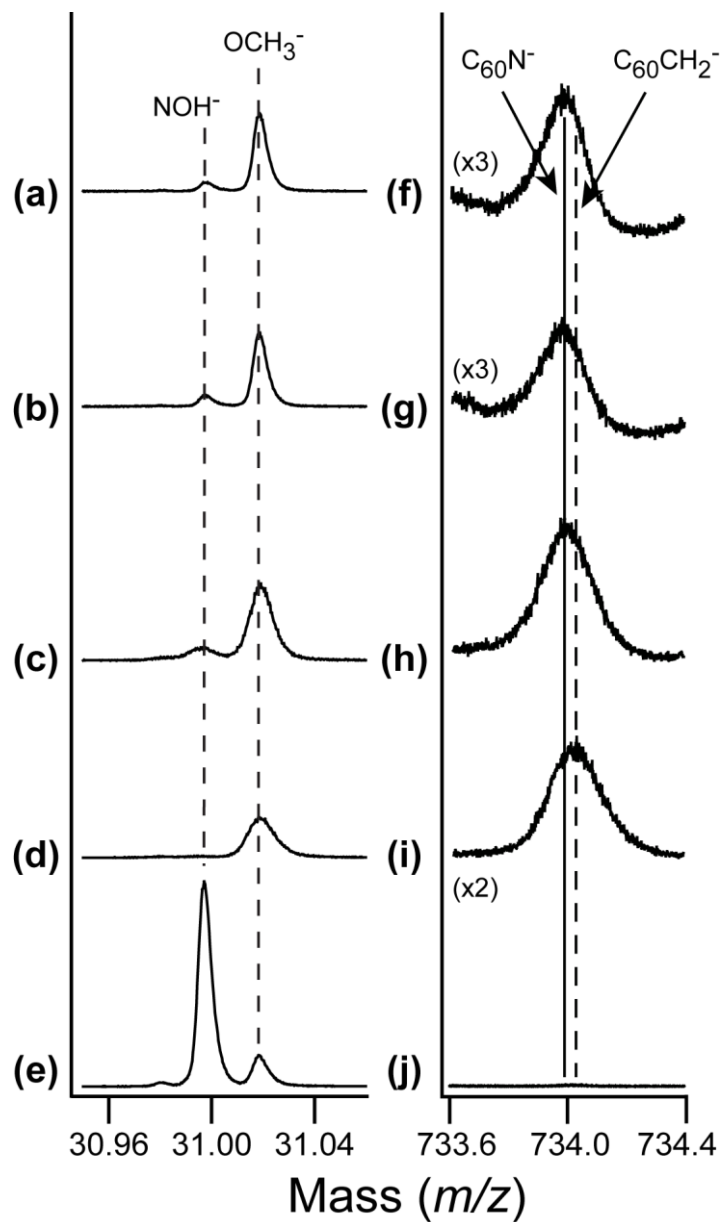 OCH₃⁻
NOH⁻
C₆₀N⁻ C₆₀CH₂⁻
(a) (f) (x3)
(b) (g) (x3)
(c) (h)
(d) (i) (x2)
(e) (j)
30.96 31.00 31.04 733.6 734.0 734.4
Mass (m/z)